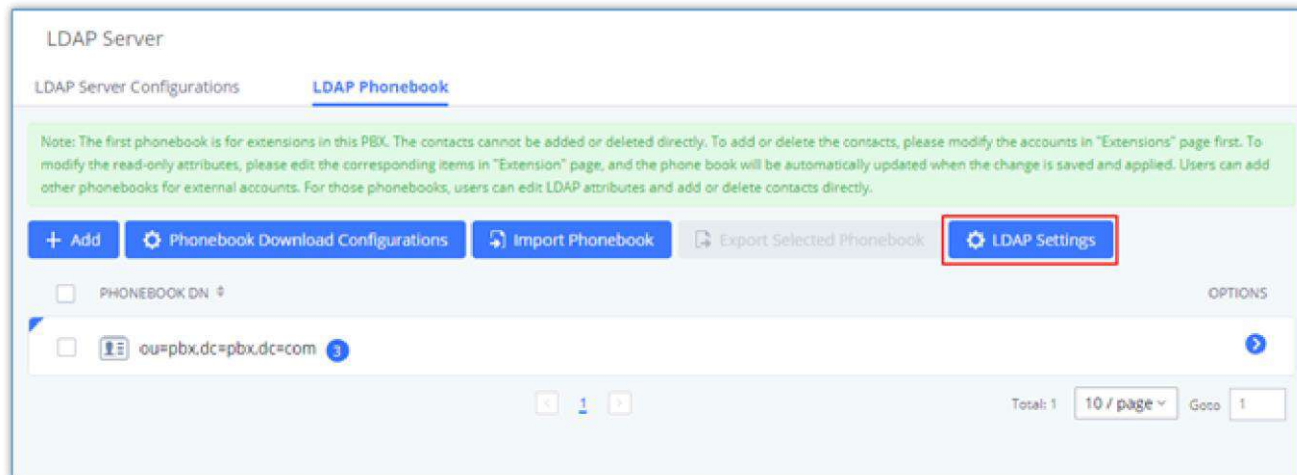 LDAP Server
LDAP Server Configurations LDAP Phonebook
Note: The first phonebook is for extensions in this PBX. The contacts cannot be added or deleted directly. To add or delete the contacts, please modify the accounts in "Extensions" page first. To
modify the read-only attributes, please edit the corresponding items in "Extension" page, and the phone book will be automatically updated when the change is saved and applied. Users can add
other phonebooks for external accounts. For those phonebooks, users can edit LDAP attributes and add or delete contacts directly.
+ Add Phonebook Download Configurations Import Phonebook Export Selected Phonebook LDAP Settings
PHONEBOOK DN OPTIONS
ou=pbx,dc=pbx,dc=com 3
< 1 > Total: 1 10 / page Goto 1